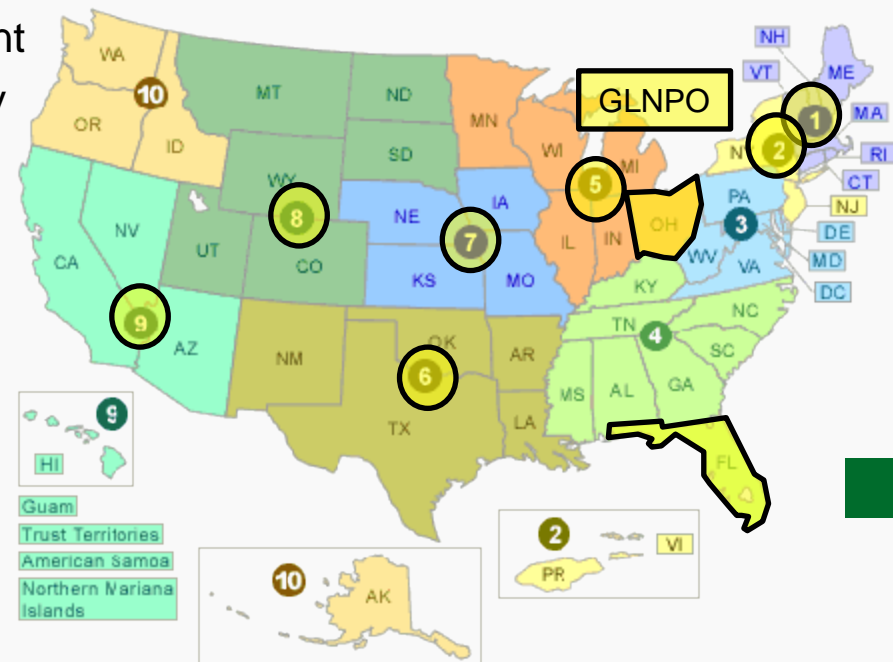 nt
y
WA
OR
ID
10
MT
ND
SD
WY
8
UT
CO
NV
CA
9
AZ
NE
KS
7
IA
MO
MN
WI
GLNPO
MI
5
IL
IN
OH
NM
OK
6
TX
AR
LA
KY
TN
4
NC
SC
MS
AL
GA
FL
PA
3
WV
VA
NH
VT
ME
1
2
MA
RI
CT
NJ
DE
MD
DC
9
HI
Guam
Trust Territories
American Samoa
Northern Mariana
Islands
10
AK
2
VI
PR